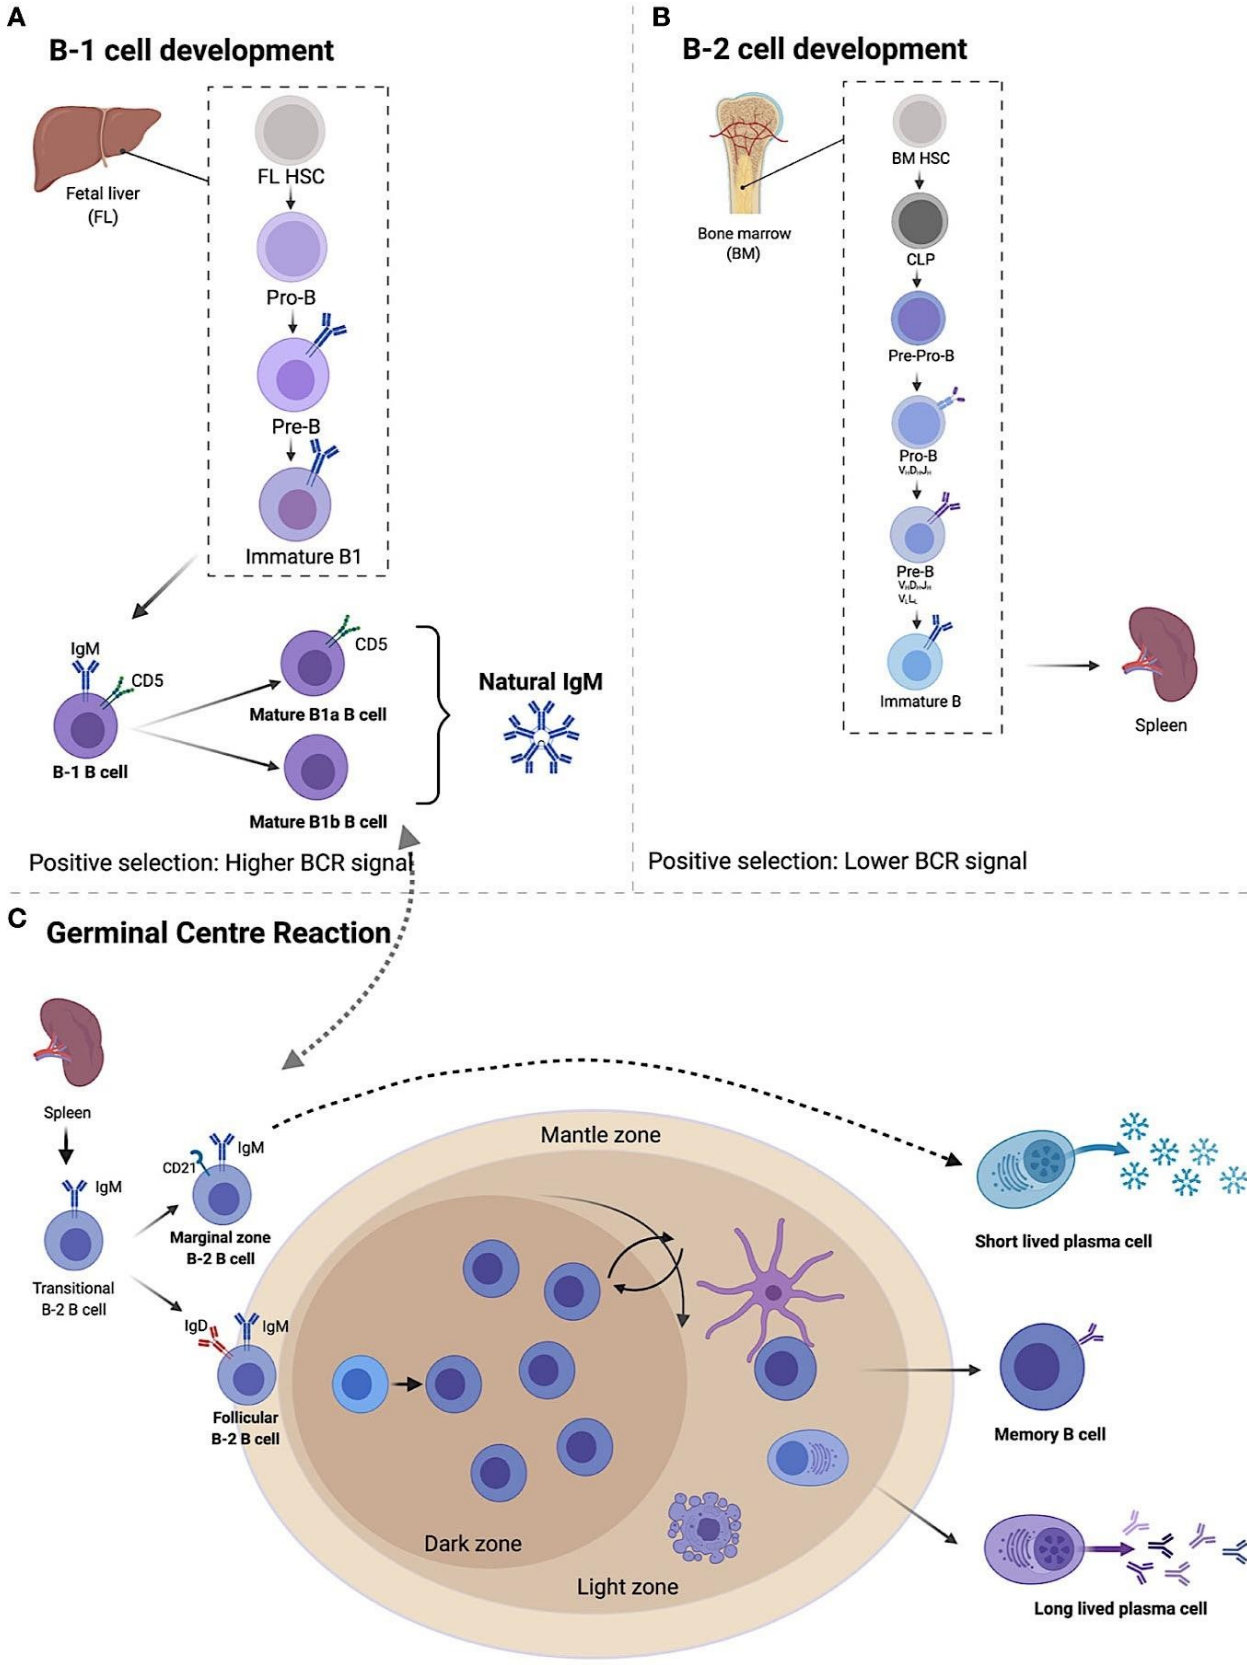 A
B-1 cell development
Fetal liver
(FL)
FL HSC
Pro-B
Pre-B
Immature B1
IgM
CD5
B-1 B cell
CD5
Mature B1a B cell
Mature B1b B cell
Natural IgM
Positive selection: Higher BCR signal
B
B-2 cell development
Bone marrow
(BM)
BM HSC
CLP
Pre-Pro-B
Pro-B
VHDHJH
Pre-B
VHDHJH
VLLL
Immature B
Spleen
Positive selection: Lower BCR signal
C
Germinal Centre Reaction
Spleen
IgM
Transitional
B-2 B cell
CD21
IgM
Marginal zone
B-2 B cell
IgD
IgM
Follicular
B-2 B cell
Mantle zone
Dark zone
Light zone
Short lived plasma cell
Memory B cell
Long lived plasma cell